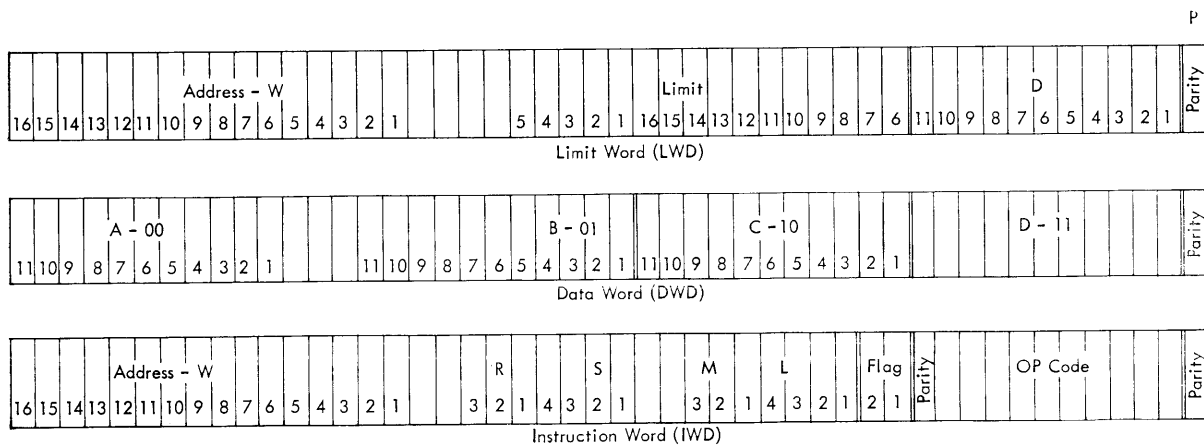 P
Address - W Limit D Parity
16 15 14 13 12 11 10 9 8 7 6 5 4 3 2 1 5 4 3 2 1 16 15 14 13 12 11 10 9 8 7 6 11 10 9 8 7 6 5 4 3 2 1
Limit Word (LWD)
A - 00 B - 01 C - 10 D - 11 Parity
11 10 9 8 7 6 5 4 3 2 1 11 10 9 8 7 6 5 4 3 2 1 11 10 9 8 7 6 5 4 3 2 1
Data Word (DWD)
Address - W R S M L Flag Parity OP Code Parity
16 15 14 13 12 11 10 9 8 7 6 5 4 3 2 1 3 2 1 4 3 2 1 3 2 1 4 3 2 1 2 1
Instruction Word (IWD)